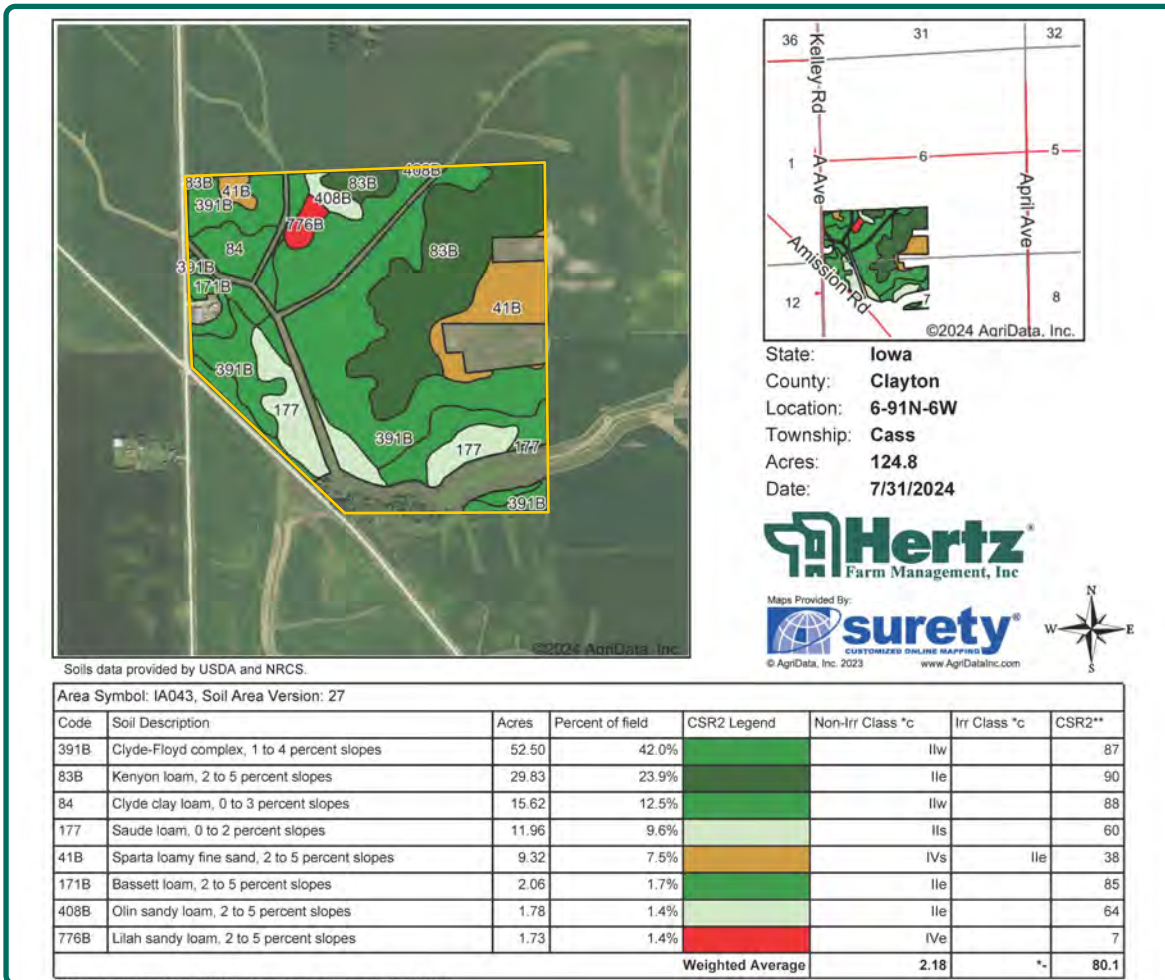 83B
41B
391B
408B
83B
408B
776B
84
83B
391B
171B
41B
391B
177
391B
177
177
391B
©2024 AgriData, Inc.
36
31
32
Kelley Rd
1
A Ave
6
5
April Ave
Amission Rd
12
7
8
©2024 AgriData, Inc.
State: Iowa
County: Clayton
Location: 6-91N-6W
Township: Cass
Acres: 124.8
Date: 7/31/2024
Hertz®
Farm Management, Inc
Maps Provided By:
surety®
CUSTOMIZED ONLINE MAPPING
© AgriData, Inc. 2023 www.AgriDataInc.com
N
W E
S
Soils data provided by USDA and NRCS.
Area Symbol: IA043, Soil Area Version: 27
Code Soil Description Acres Percent of field CSR2 Legend Non-Irr Class *c Irr Class *c CSR2**
391B Clyde-Floyd complex, 1 to 4 percent slopes 52.50 42.0% IIw 87
83B Kenyon loam, 2 to 5 percent slopes 29.83 23.9% IIe 90
84 Clyde clay loam, 0 to 3 percent slopes 15.62 12.5% IIw 88
177 Saude loam, 0 to 2 percent slopes 11.96 9.6% IIs 60
41B Sparta loamy fine sand, 2 to 5 percent slopes 9.32 7.5% IVs IIe 38
171B Bassett loam, 2 to 5 percent slopes 2.06 1.7% IIe 85
408B Olin sandy loam, 2 to 5 percent slopes 1.78 1.4% IIe 64
776B Lilah sandy loam, 2 to 5 percent slopes 1.73 1.4% IVe 7
Weighted Average 2.18 *- 80.1